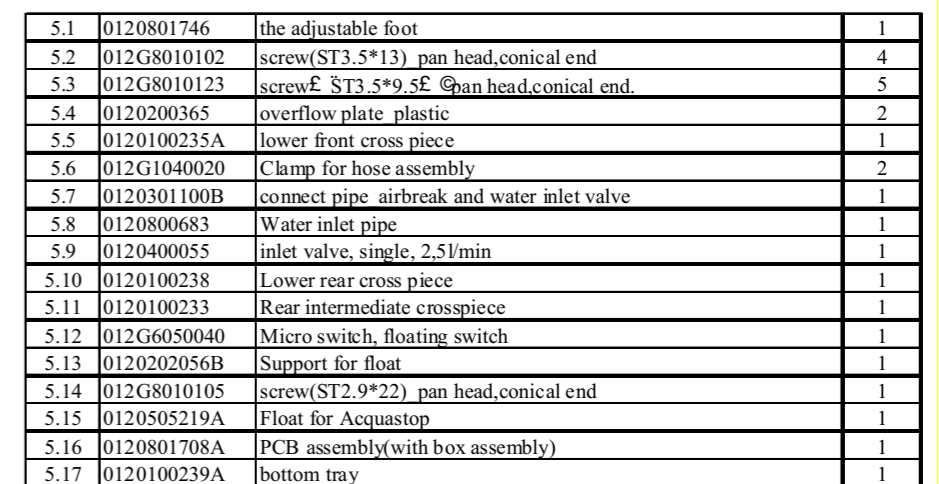 5.1 0120801746 the adjustable foot 1
5.2 012G8010102 screw(ST3.5*13) pan head,conical end 4
5.3 012G8010123 screw£ ¨ST3.5*9.5£ ©pan head,conical end. 5
5.4 0120200365 overflow plate plastic 2
5.5 0120100235A lower front cross piece 1
5.6 012G1040020 Clamp for hose assembly 2
5.7 0120301100B connect pipe airbreak and water inlet valve 1
5.8 0120800683 Water inlet pipe 1
5.9 0120400055 inlet valve, single, 2,5l/min 1
5.10 0120100238 Lower rear cross piece 1
5.11 0120100233 Rear intermediate crosspiece 1
5.12 012G6050040 Micro switch, floating switch 1
5.13 0120202056B Support for float 1
5.14 012G8010105 screw(ST2.9*22) pan head,conical end 1
5.15 0120505219A Float for Acquastop 1
5.16 0120801708A PCB assembly(with box assembly) 1
5.17 0120100239A bottom tray 1